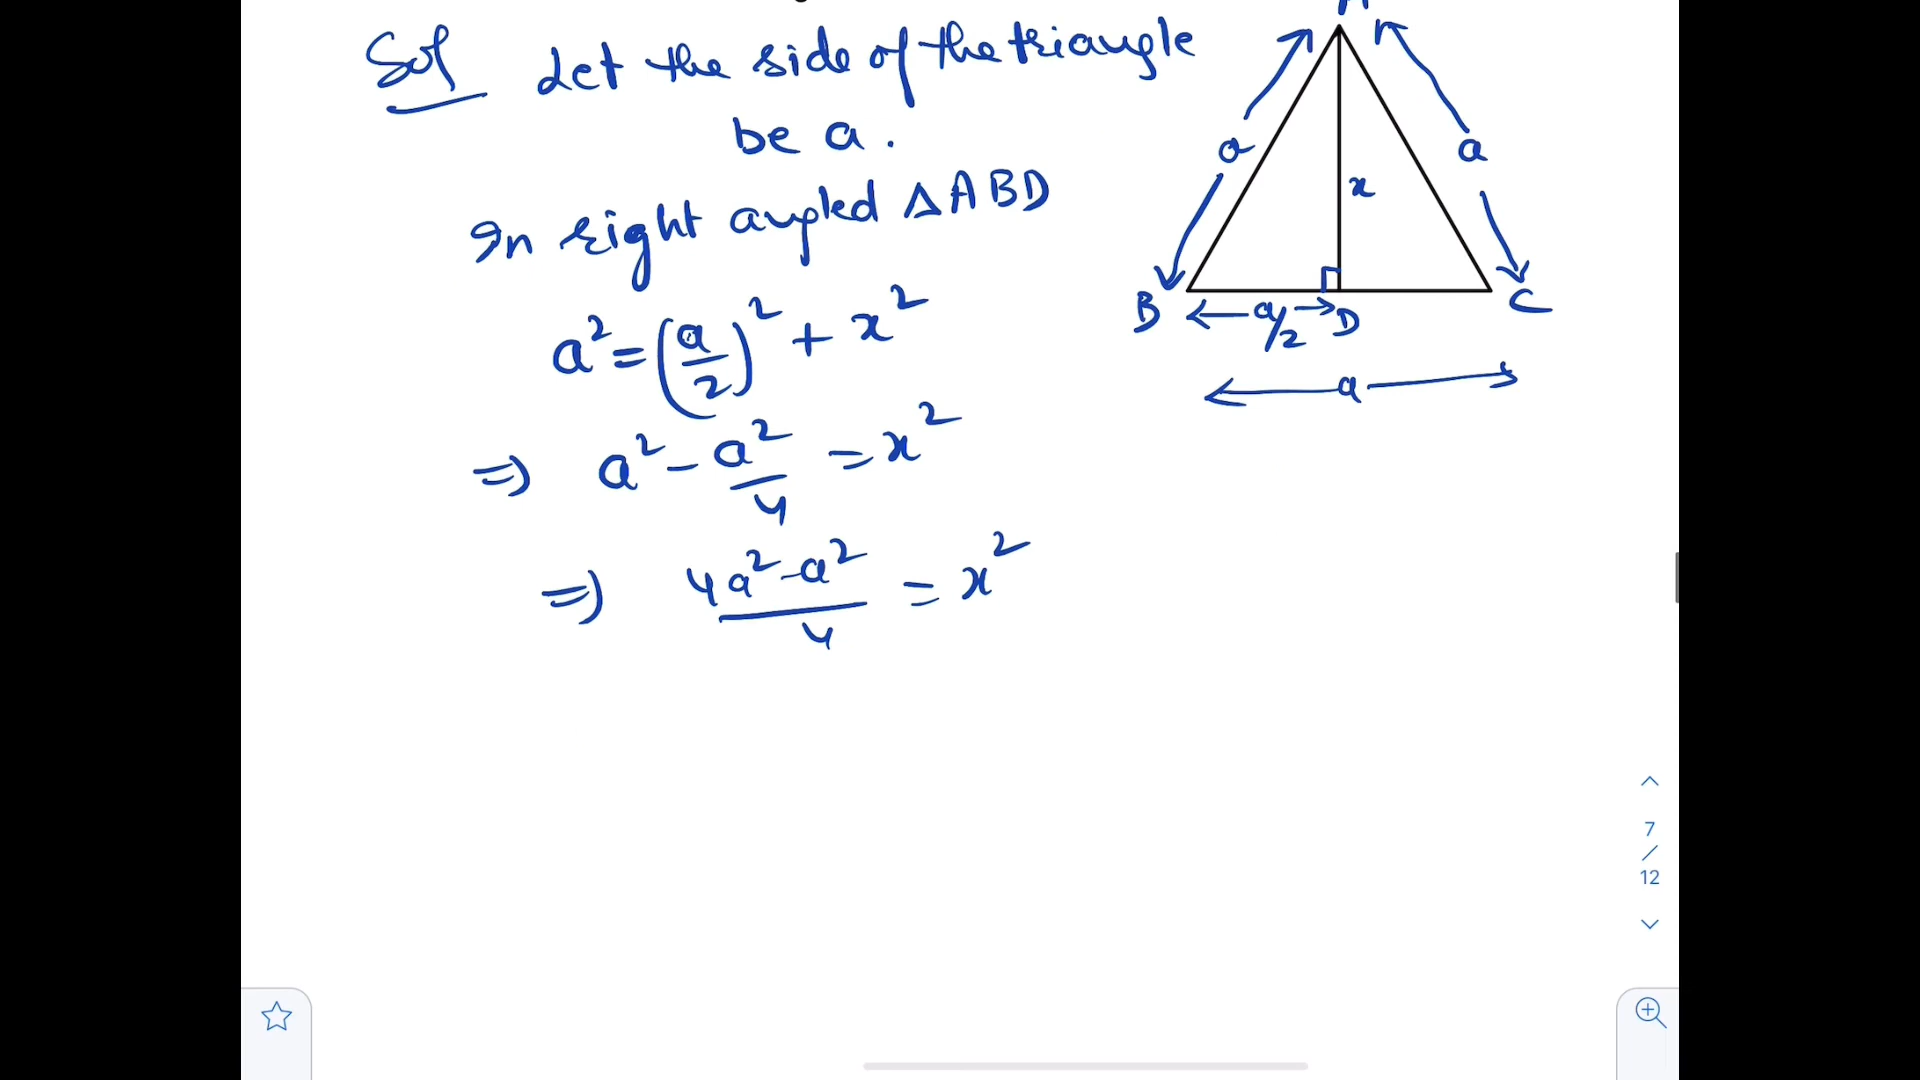 Sol Let the side of the triangle
be a.
In right angled △ABD
a² = (a/2)² + x²
⇒ a² - a²/4 = x²
⇒ 4a² - a²/4 = x²
A
a
a
x
B a/2 D C
a
7
/
12